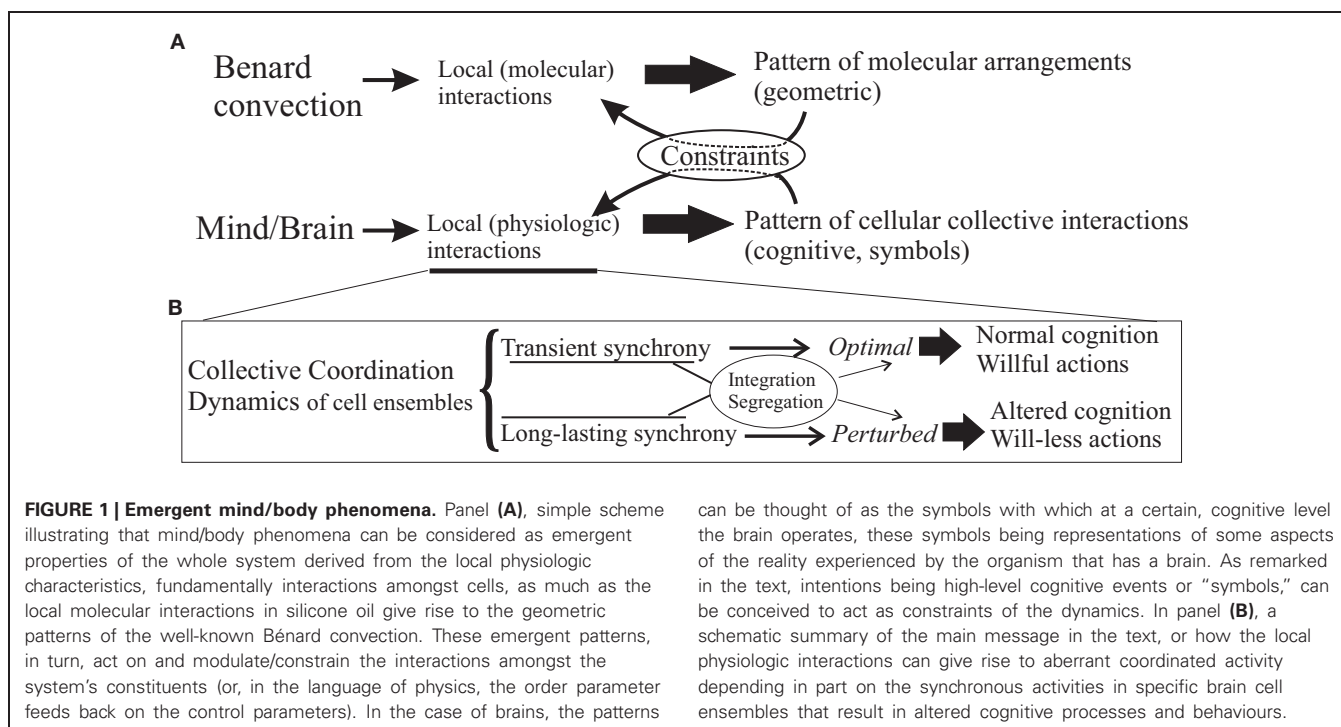 A
Benard
convection
Local (molecular)
interactions
Pattern of molecular arrangements
(geometric)
Constraints
Mind/Brain
Local (physiologic)
interactions
Pattern of cellular collective interactions
(cognitive, symbols)
B
Collective Coordination
Dynamics of cell ensembles
Transient synchrony
Long-lasting synchrony
Integration
Segregation
Optimal
Perturbed
Normal cognition
Willful actions
Altered cognition
Will-less actions
FIGURE 1 | Emergent mind/body phenomena. Panel (A), simple scheme
illustrating that mind/body phenomena can be considered as emergent
properties of the whole system derived from the local physiologic
characteristics, fundamentally interactions amongst cells, as much as the
local molecular interactions in silicone oil give rise to the geometric
patterns of the well-known Bénard convection. These emergent patterns,
in turn, act on and modulate/constrain the interactions amongst the
system's constituents (or, in the language of physics, the order parameter
feeds back on the control parameters). In the case of brains, the patterns
can be thought of as the symbols with which at a certain, cognitive level
the brain operates, these symbols being representations of some aspects
of the reality experienced by the organism that has a brain. As remarked
in the text, intentions being high-level cognitive events or "symbols," can
be conceived to act as constraints of the dynamics. In panel (B), a
schematic summary of the main message in the text, or how the local
physiologic interactions can give rise to aberrant coordinated activity
depending in part on the synchronous activities in specific brain cell
ensembles that result in altered cognitive processes and behaviours.